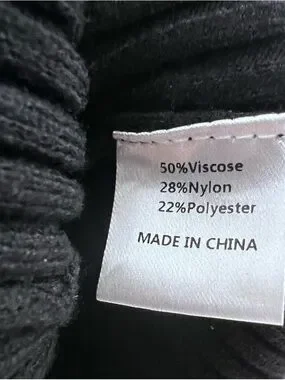 50%Viscose
28%Nylon
22%Polyester
MADE IN CHINA